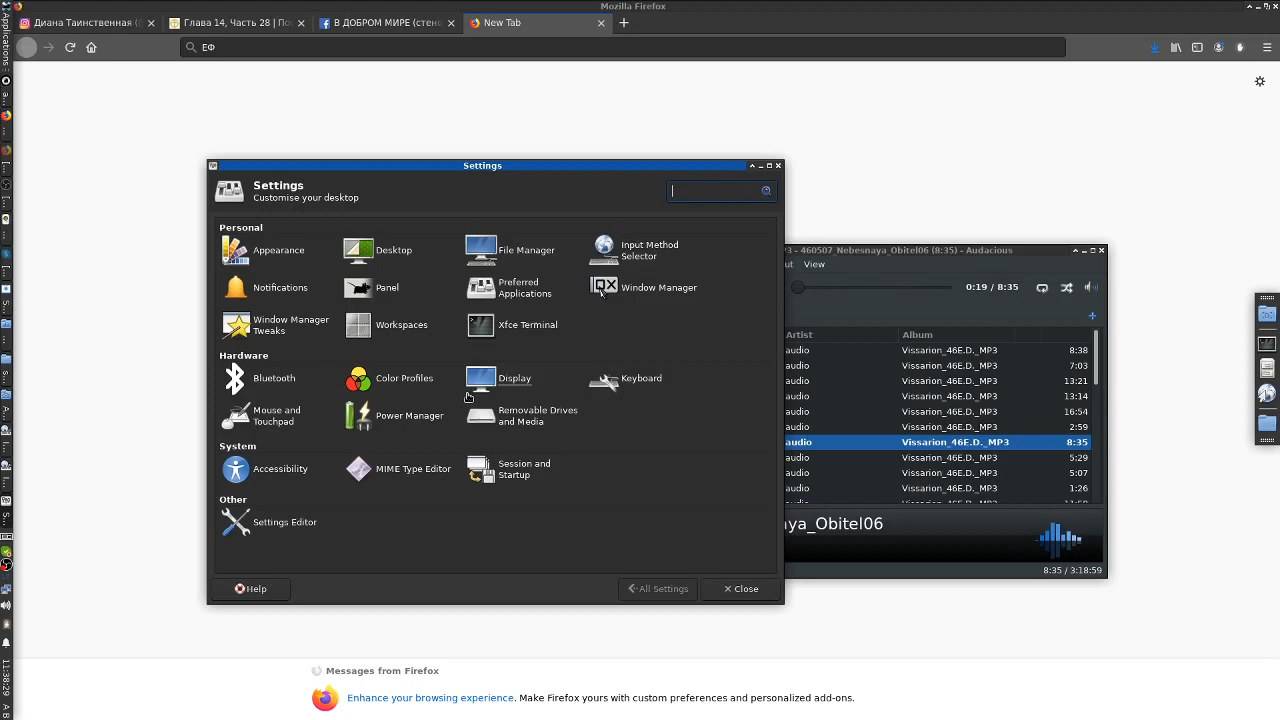 Mozilla Firefox
Диана Таинственная (
Глава 14, Часть 28 | По
В ДОБРОМ МИРЕ (стено
New Tab
ЕФ
Applications
Settings
Settings
Customise your desktop
Personal
Appearance
Desktop
File Manager
Input Method
Selector
Notifications
Panel
Preferred
Applications
Window Manager
Window Manager
Tweaks
Workspaces
Xfce Terminal
Hardware
Bluetooth
Color Profiles
Display
Keyboard
Mouse and
Touchpad
Power Manager
Removable Drives
and Media
System
Accessibility
MIME Type Editor
Session and
Startup
Other
Settings Editor
Help
All Settings
Close
3 - 460507_Nebesnaya_Obitel06 (8:35) - Audacious
ut View
0:19 / 8:35
Artist Album
audio Vissarion_46E.D._MP3 8:38
audio Vissarion_46E.D._MP3 7:03
audio Vissarion_46E.D._MP3 13:21
audio Vissarion_46E.D._MP3 13:14
audio Vissarion_46E.D._MP3 16:54
audio Vissarion_46E.D._MP3 2:59
audio Vissarion_46E.D._MP3 8:35
audio Vissarion_46E.D._MP3 5:29
audio Vissarion_46E.D._MP3 5:07
audio Vissarion_46E.D._MP3 1:26
aya_Obitel06
8:35 / 3:18:59
11:38:29
A B
Messages from Firefox
Enhance your browsing experience. Make Firefox yours with custom preferences and personalized add-ons.